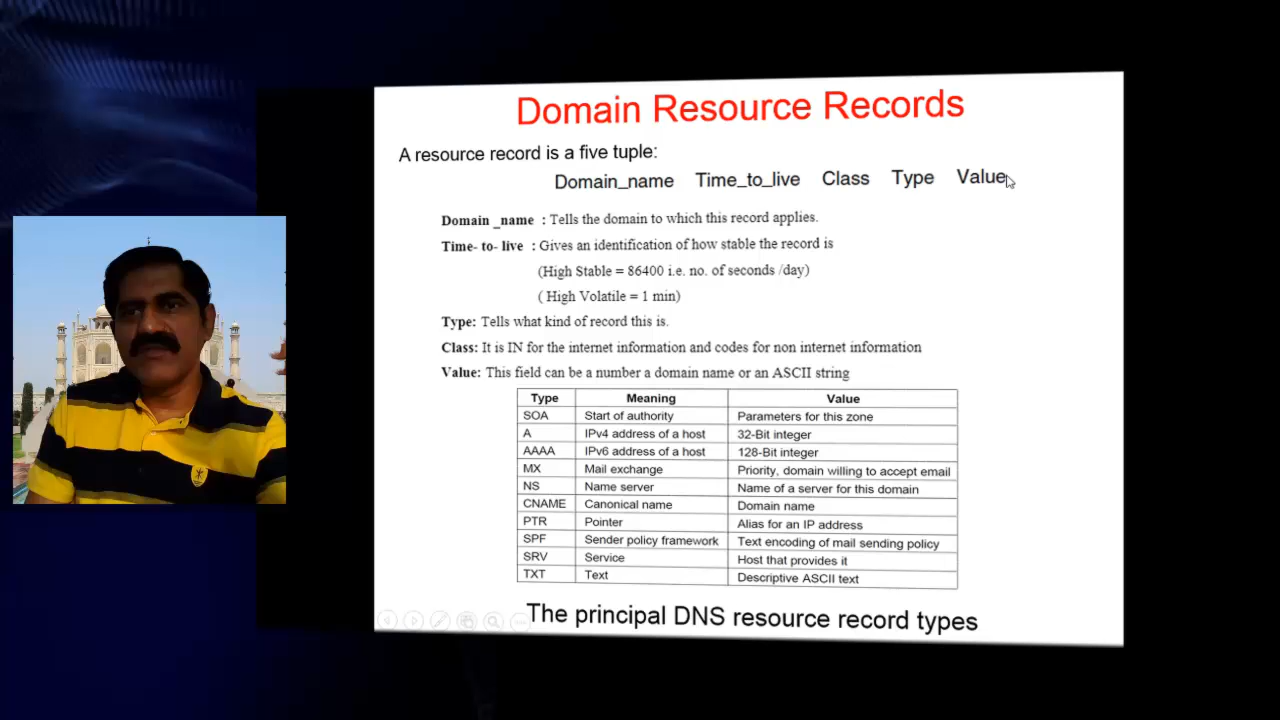 Domain Resource Records
A resource record is a five tuple:
Domain_name Time_to_live Class Type Value
Domain _name : Tells the domain to which this record applies.
Time- to- live : Gives an identification of how stable the record is
(High Stable = 86400 i.e. no. of seconds /day)
( High Volatile = 1 min)
Type: Tells what kind of record this is.
Class: It is IN for the internet information and codes for non internet information
Value: This field can be a number a domain name or an ASCII string
Type Meaning Value
SOA Start of authority Parameters for this zone
A IPv4 address of a host 32-Bit integer
AAAA IPv6 address of a host 128-Bit integer
MX Mail exchange Priority, domain willing to accept email
NS Name server Name of a server for this domain
CNAME Canonical name Domain name
PTR Pointer Alias for an IP address
SPF Sender policy framework Text encoding of mail sending policy
SRV Service Host that provides it
TXT Text Descriptive ASCII text
The principal DNS resource record types